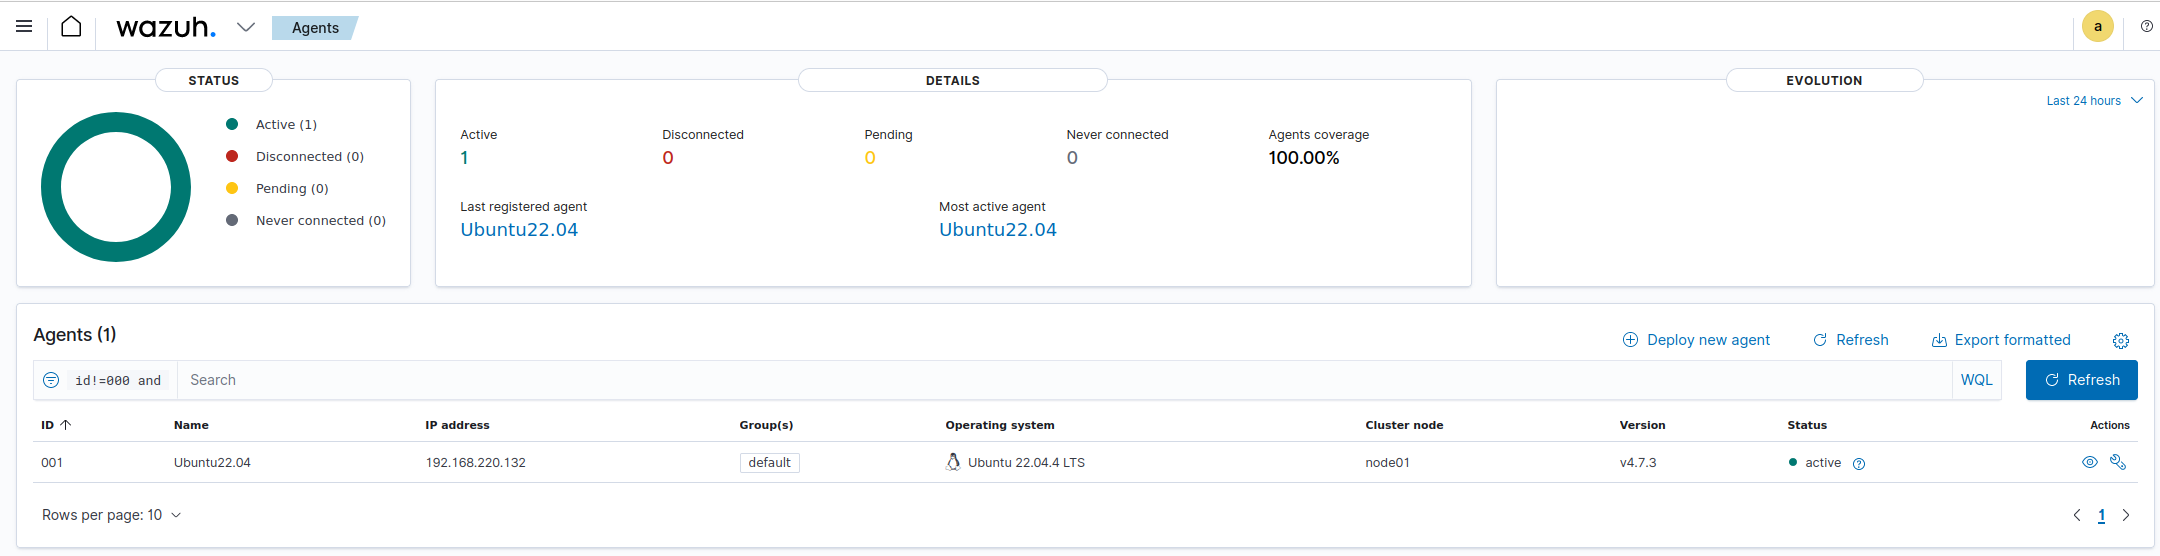 wazuh.
Agents
a
STATUS
Active (1)
Disconnected (0)
Pending (0)
Never connected (0)
DETAILS
Active
1
Disconnected
0
Pending
0
Never connected
0
Agents coverage
100.00%
Last registered agent
Ubuntu22.04
Most active agent
Ubuntu22.04
EVOLUTION
Last 24 hours
Agents (1)
Deploy new agent
Refresh
Export formatted
id!=000 and
Search
WQL
Refresh
ID Name IP address Group(s) Operating system Cluster node Version Status Actions
001 Ubuntu22.04 192.168.220.132 default Ubuntu 22.04.4 LTS node01 v4.7.3 active
Rows per page: 10
1